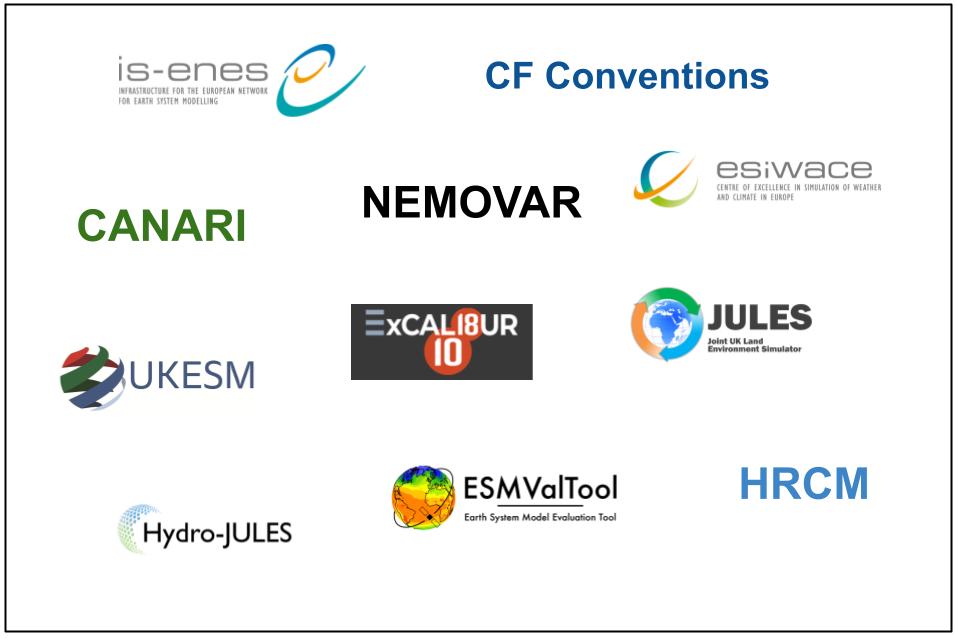 is-enes
INFRASTRUCTURE FOR THE EUROPEAN NETWORK
FOR EARTH SYSTEM MODELLING
CF Conventions
esiwace
CENTRE OF EXCELLENCE IN SIMULATION OF WEATHER
AND CLIMATE IN EUROPE
NEMOVAR
CANARI
ExCALI8UR
10
JULES
Joint UK Land
Environment Simulator
UKESM
ESMValTool
Earth System Model Evaluation Tool
HRCM
Hydro-JULES